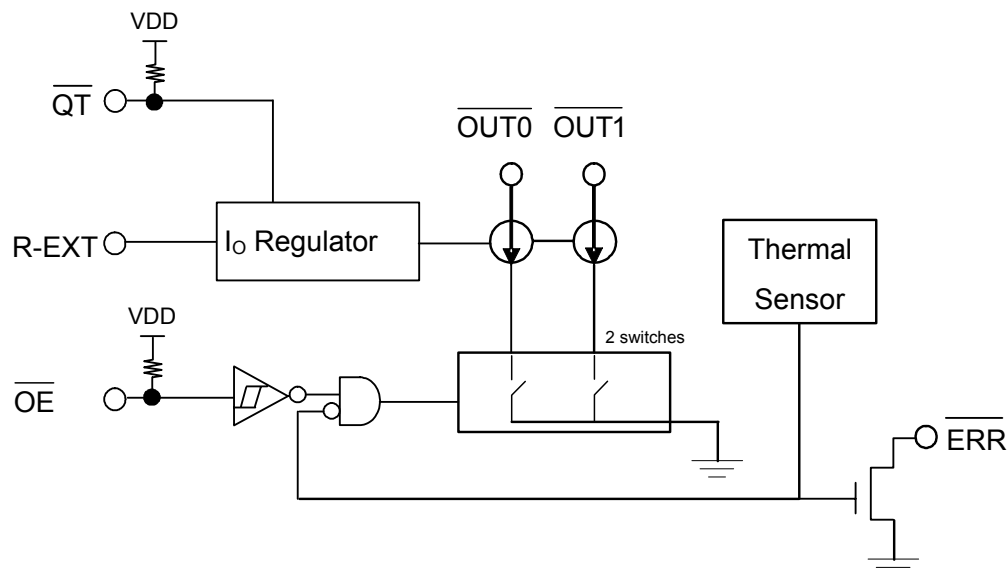 VDD
QT
OUT0 OUT1
R-EXT
IO Regulator
Thermal
Sensor
VDD
2 switches
OE
ERR